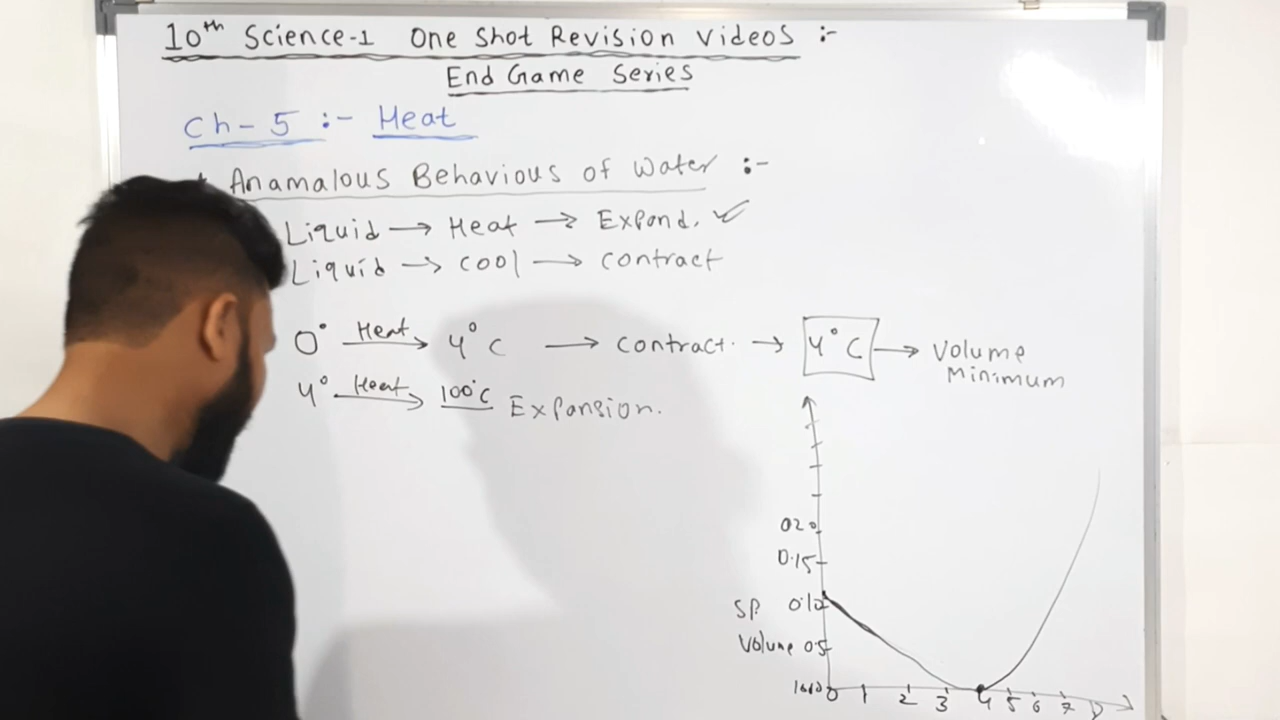 10th Science-1 One Shot Revision Videos :-
End Game Series
Ch-5 :- Heat
Anamalous Behavious of Water :-
Liquid → Heat → Expand. ✓
Liquid → cool → contract
0° Heat→ 4°C → contract. → 4°C → Volume Minimum
4° Heat→ 100°C Expansion.
0.20
0.15
SP. 0.10
Volume 0.5
0 1 2 3 4 5 6 7